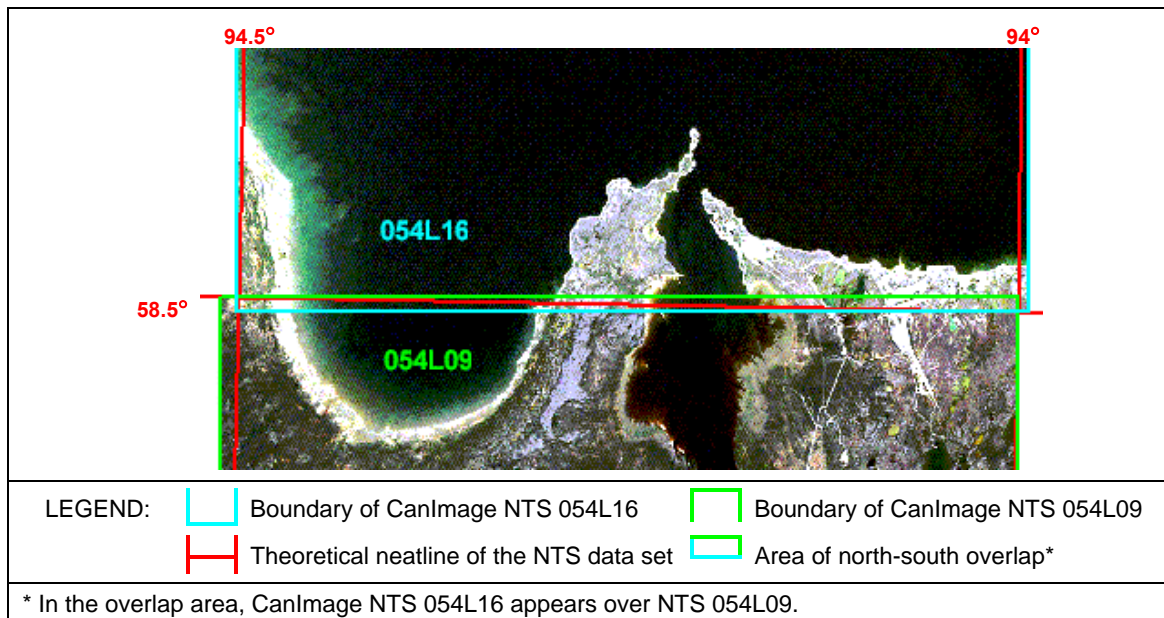 94.5° 94°
054L16
58.5°
054L09
LEGEND: Boundary of CanImage NTS 054L16 Boundary of CanImage NTS 054L09
Theoretical neatline of the NTS data set Area of north-south overlap*
* In the overlap area, CanImage NTS 054L16 appears over NTS 054L09.